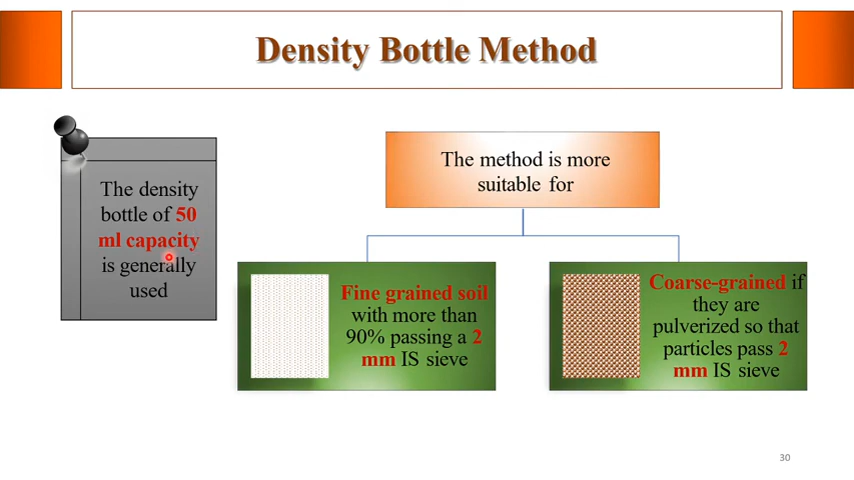 Density Bottle Method
The density
bottle of 50
ml capacity
is generally
used
The method is more
suitable for
Fine grained soil
with more than
90% passing a 2
mm IS sieve
Coarse-grained if
they are
pulverized so that
particles pass 2
mm IS sieve
30